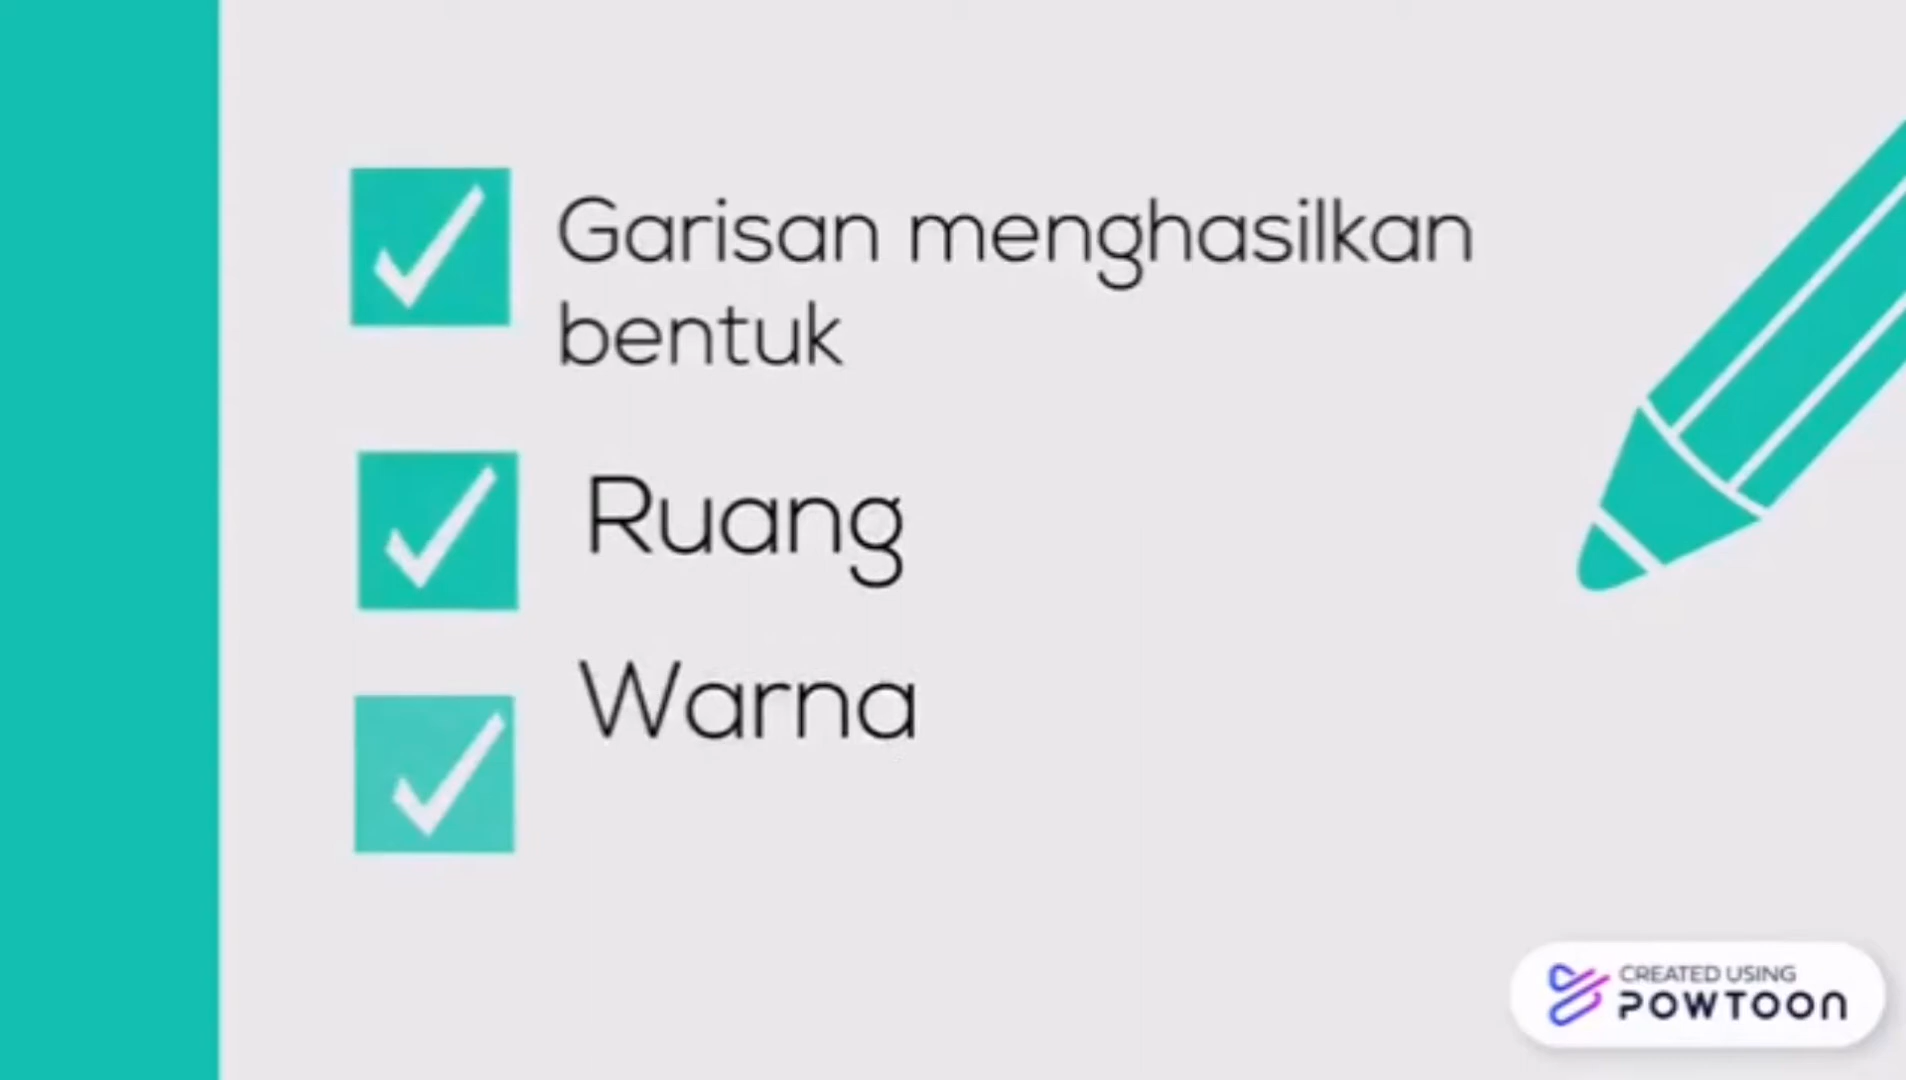 Garisan menghasilkan
bentuk
Ruang
Warna
CREATED USING
POWTOON